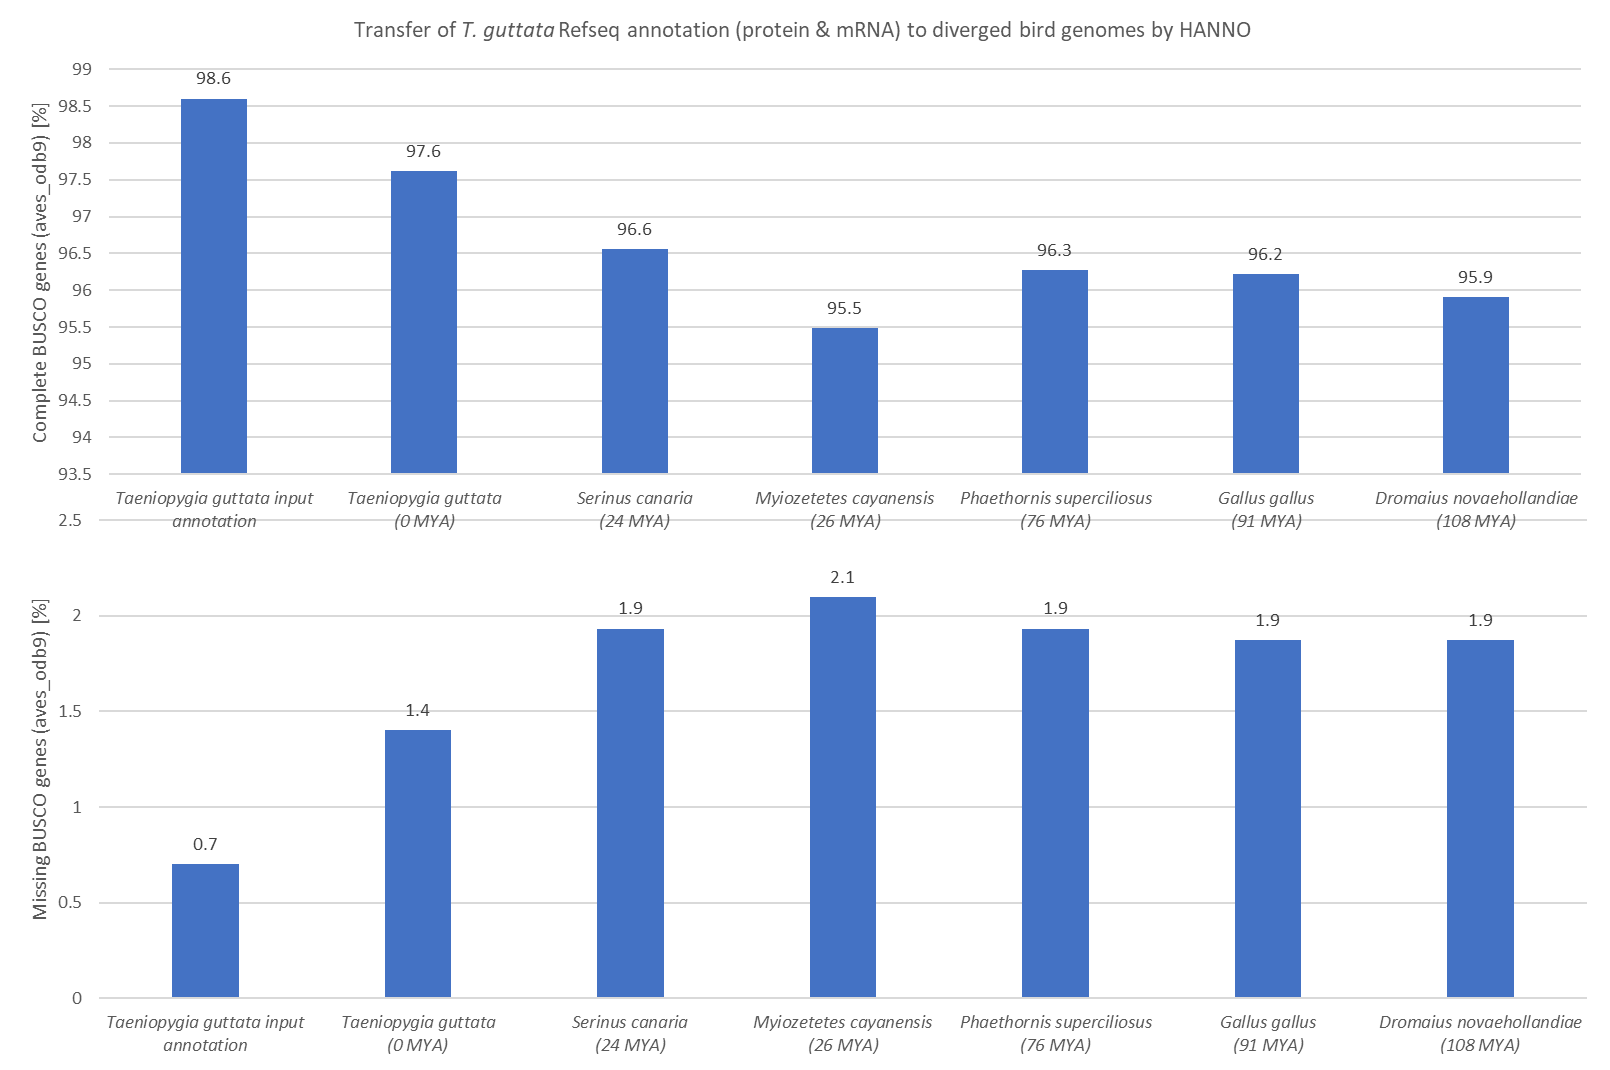 Transfer of T. guttata Refseq annotation (protein & mRNA) to diverged bird genomes by HANNO
Complete BUSCO genes (aves_odb9) [%]
99
98.5
98
97.5
97
96.5
96
95.5
95
94.5
94
93.5
98.6
97.6
96.6
95.5
96.3
96.2
95.9
Taeniopygia guttata input
annotation
Taeniopygia guttata
(0 MYA)
Serinus canaria
(24 MYA)
Myiozetetes cayanensis
(26 MYA)
Phaethornis superciliosus
(76 MYA)
Gallus gallus
(91 MYA)
Dromaius novaehollandiae
(108 MYA)
Missing BUSCO genes (aves_odb9) [%]
2.5
2
1.5
1
0.5
0
0.7
1.4
1.9
2.1
1.9
1.9
1.9
Taeniopygia guttata input
annotation
Taeniopygia guttata
(0 MYA)
Serinus canaria
(24 MYA)
Myiozetetes cayanensis
(26 MYA)
Phaethornis superciliosus
(76 MYA)
Gallus gallus
(91 MYA)
Dromaius novaehollandiae
(108 MYA)